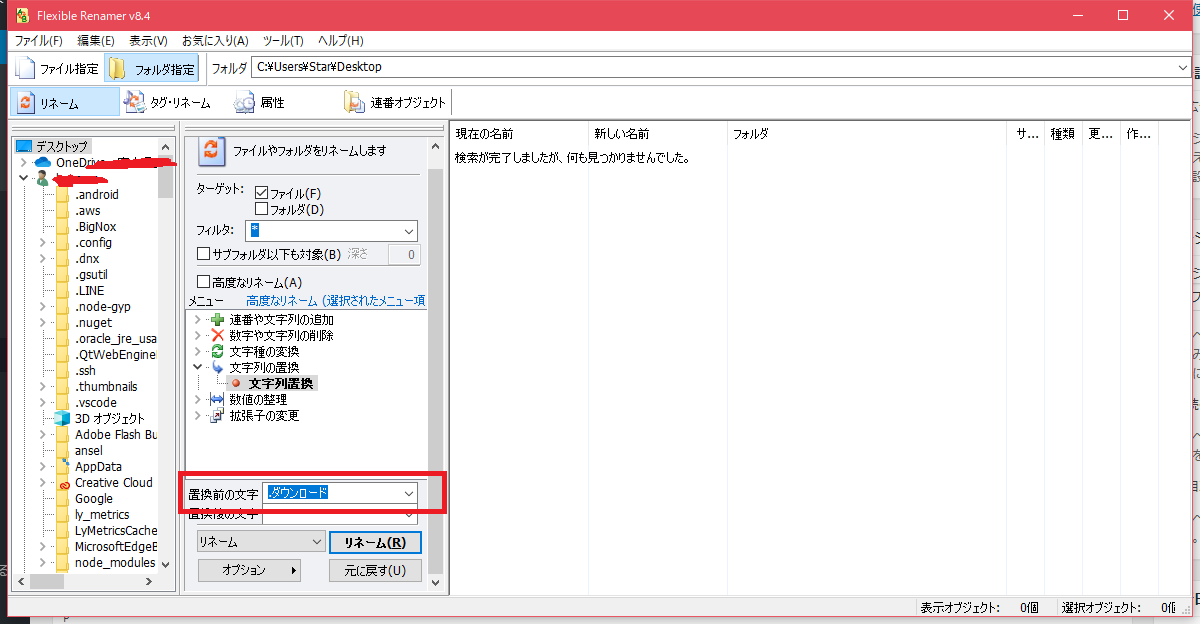 Flexible Renamer v8.4
ファイル(F) 編集(E) 表示(V) お気に入り(A) ツール(T) ヘルプ(H)
ファイル指定 フォルダ指定 フォルダ C:¥Users¥Star¥Desktop
リネーム タグ・リネーム 属性 連番オブジェクト
デスクトップ
OneDrive
.android
.aws
.BigNox
.config
.dnx
.gsutil
.LINE
.node-gyp
.nuget
.oracle_jre_usa
.QtWebEngine
.ssh
.thumbnails
.vscode
3D オブジェクト
Adobe Flash Bu
ansel
AppData
Creative Cloud
Google
ly_metrics
LyMetricsCache
MicrosoftEdgeB
node_modules
ファイルやフォルダをリネームします
ターゲット: ファイル(F)
フォルダ(D)
フィルタ: *
サブフォルダ以下も対象(B) 深さ 0
高度なリネーム(A)
メニュー 高度なリネーム (選択されたメニュー項
連番や文字列の追加
数字や文字列の削除
文字種の変換
文字列の置換
文字列置換
数値の整理
拡張子の変更
置換前の文字 .ダウンロード
置換後の文字
リネーム リネーム(R)
オプション 元に戻す(U)
現在の名前 新しい名前 フォルダ サ... 種類 更... 作...
検索が完了しましたが、何も見つかりませんでした。
表示オブジェクト: 0個 選択オブジェクト: 0個